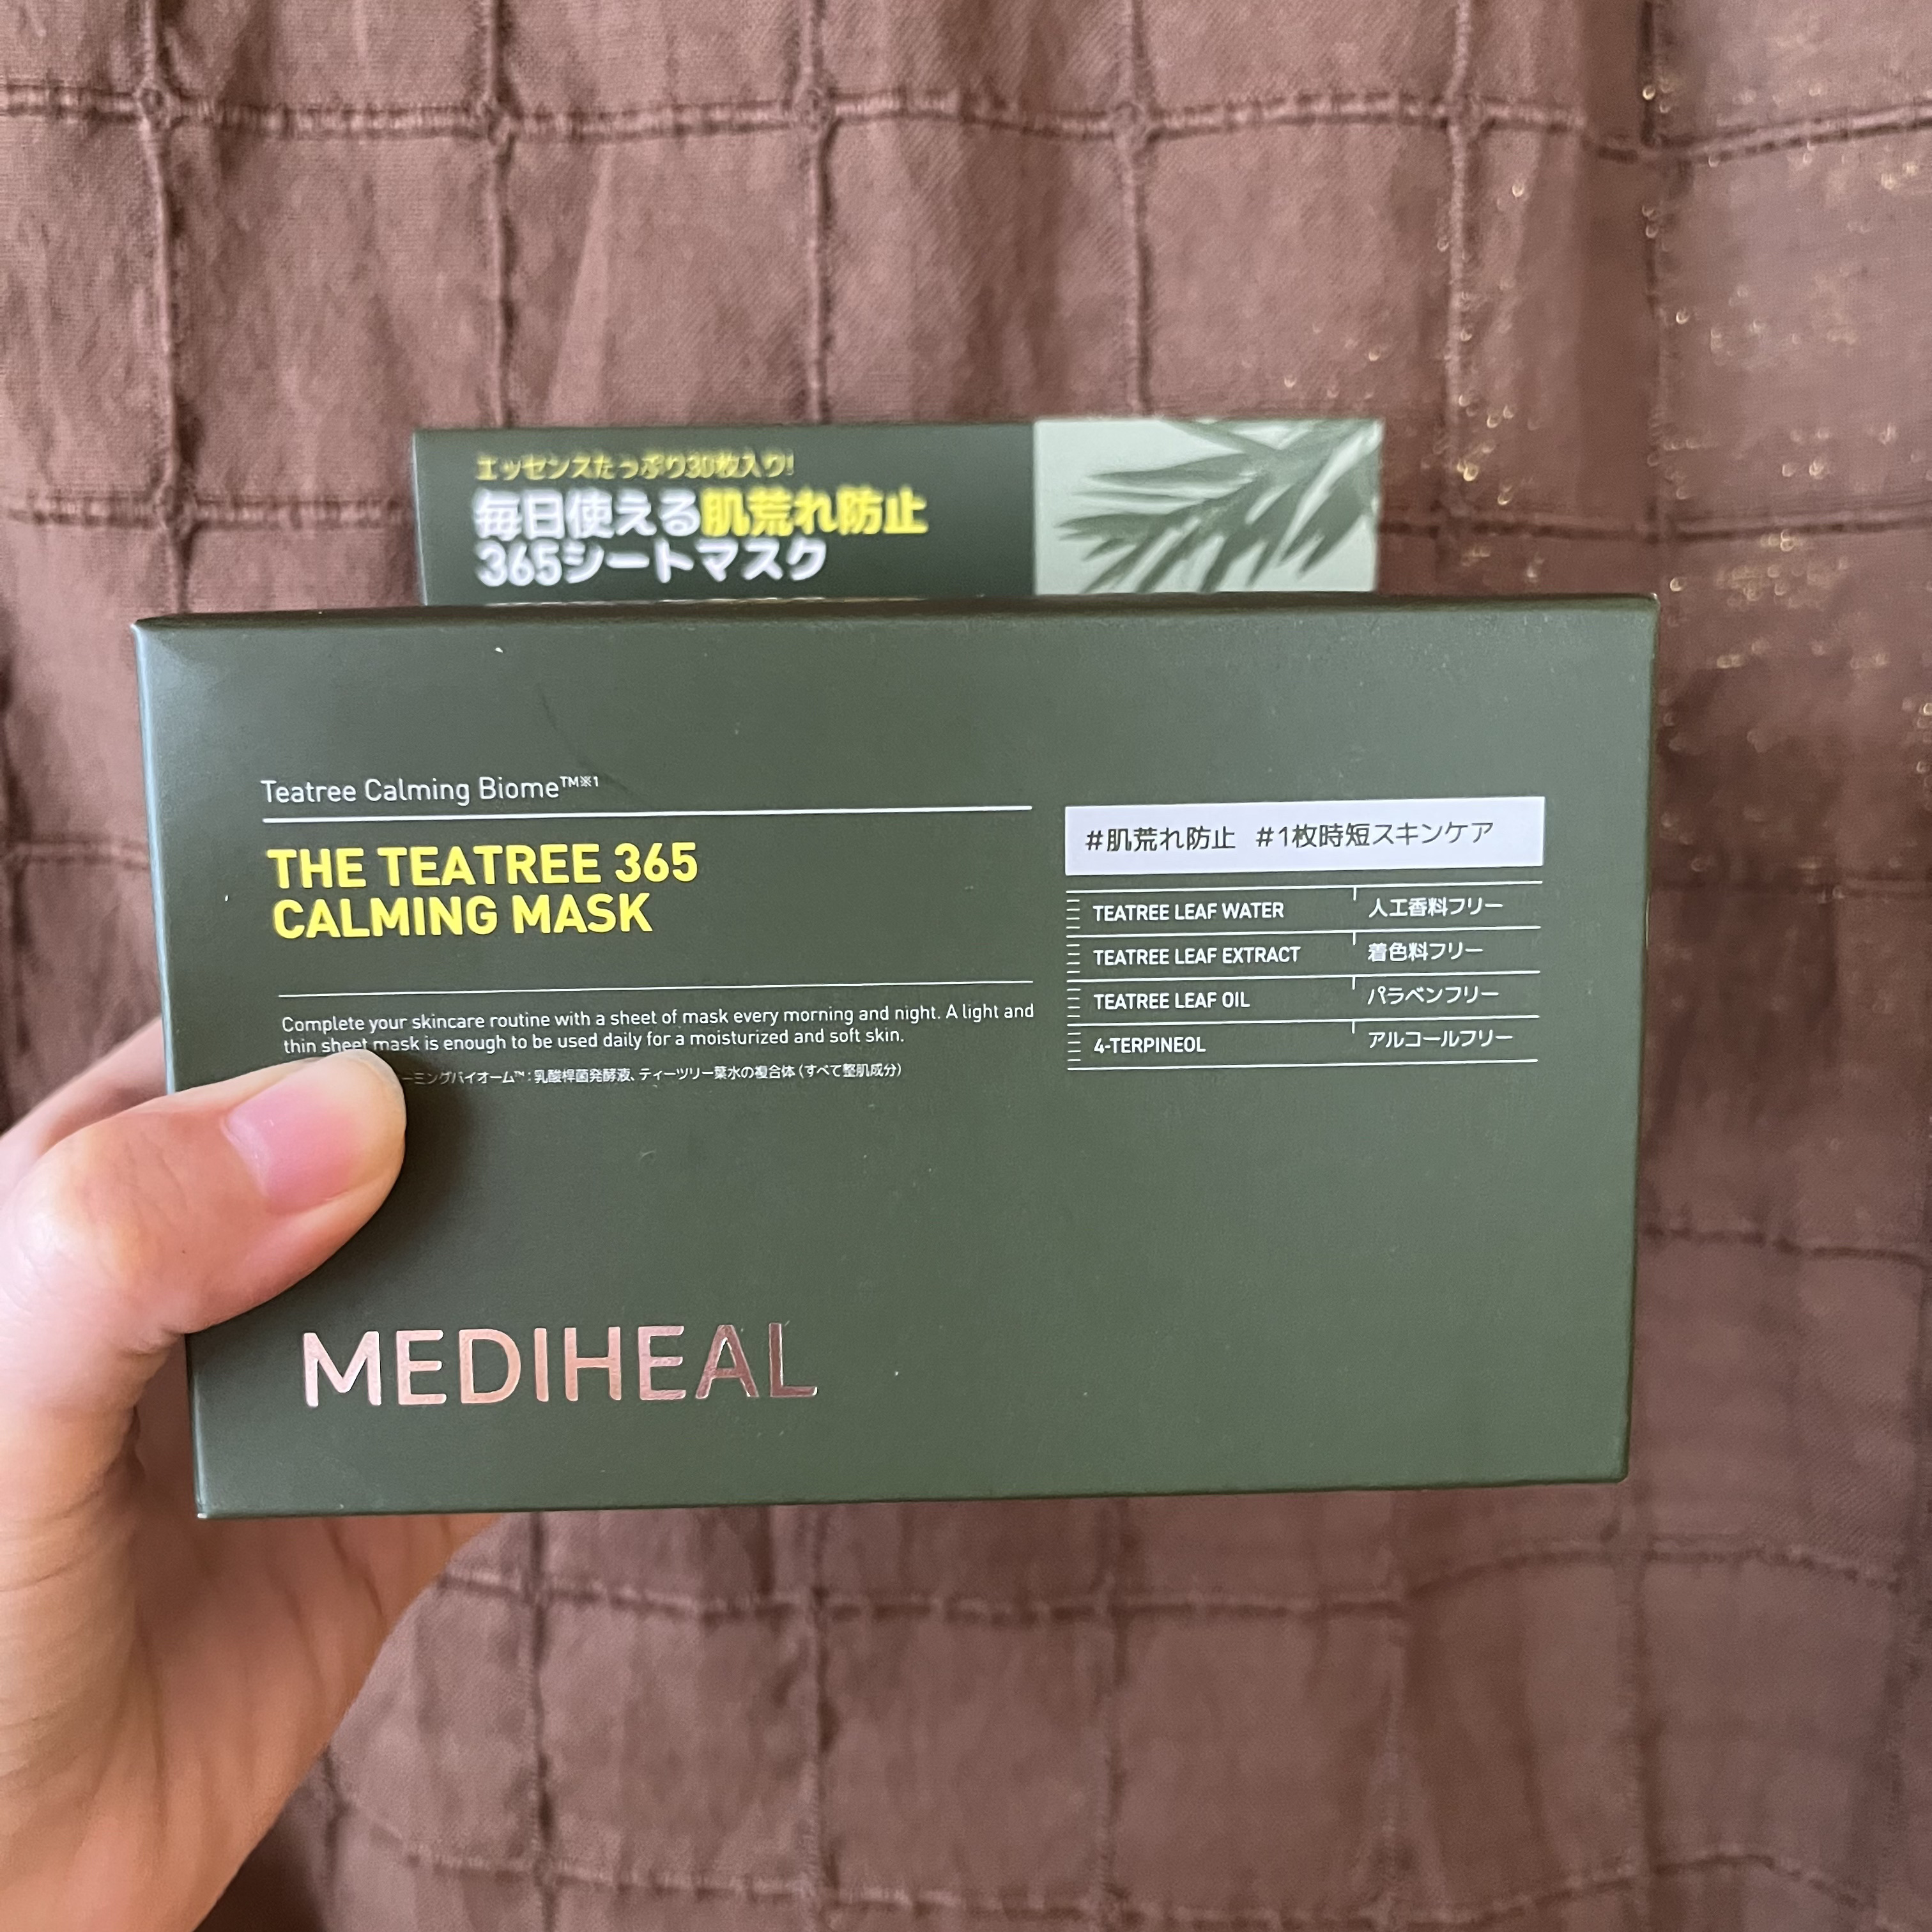 エッセンスたっぷり30枚入り!
毎日使える肌荒れ防止
365シートマスク
Teatree Calming Biome™※1
THE TEATREE 365
CALMING MASK
Complete your skincare routine with a sheet of mask every morning and night. A light and
thin sheet mask is enough to be used daily for a moisturized and soft skin.
ーミングバイオーム™：乳酸桿菌発酵液、ティーツリー葉水の複合体（すべて整肌成分）
#肌荒れ防止 #1枚時短スキンケア
TEATREE LEAF WATER 人工香料フリー
TEATREE LEAF EXTRACT 着色料フリー
TEATREE LEAF OIL パラベンフリー
4-TERPINEOL アルコールフリー
MEDIHEAL